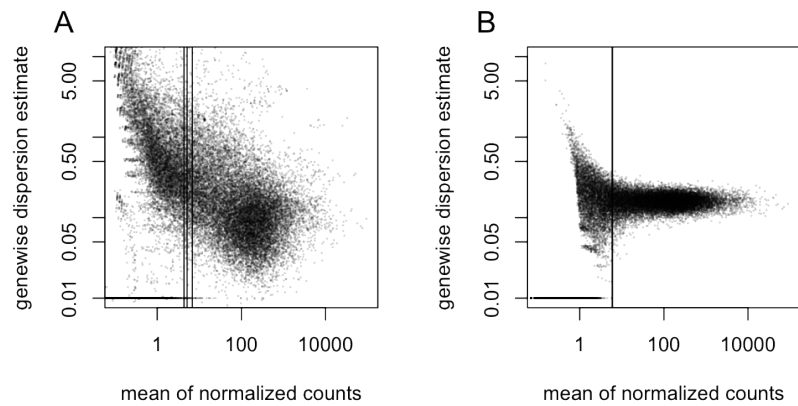 A
B
genewise dispersion estimate
5.00
0.50
0.05
0.01
1
100
10000
mean of normalized counts
genewise dispersion estimate
5.00
0.50
0.05
0.01
1
100
10000
mean of normalized counts